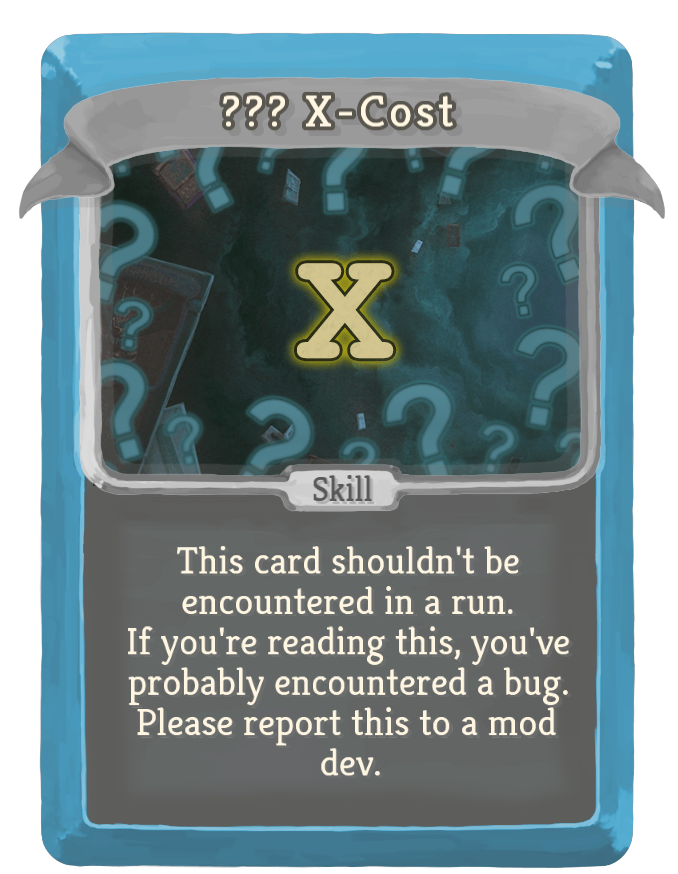 ??? X-Cost
X
Skill
This card shouldn't be
encountered in a run.
If you're reading this, you've
probably encountered a bug.
Please report this to a mod
dev.